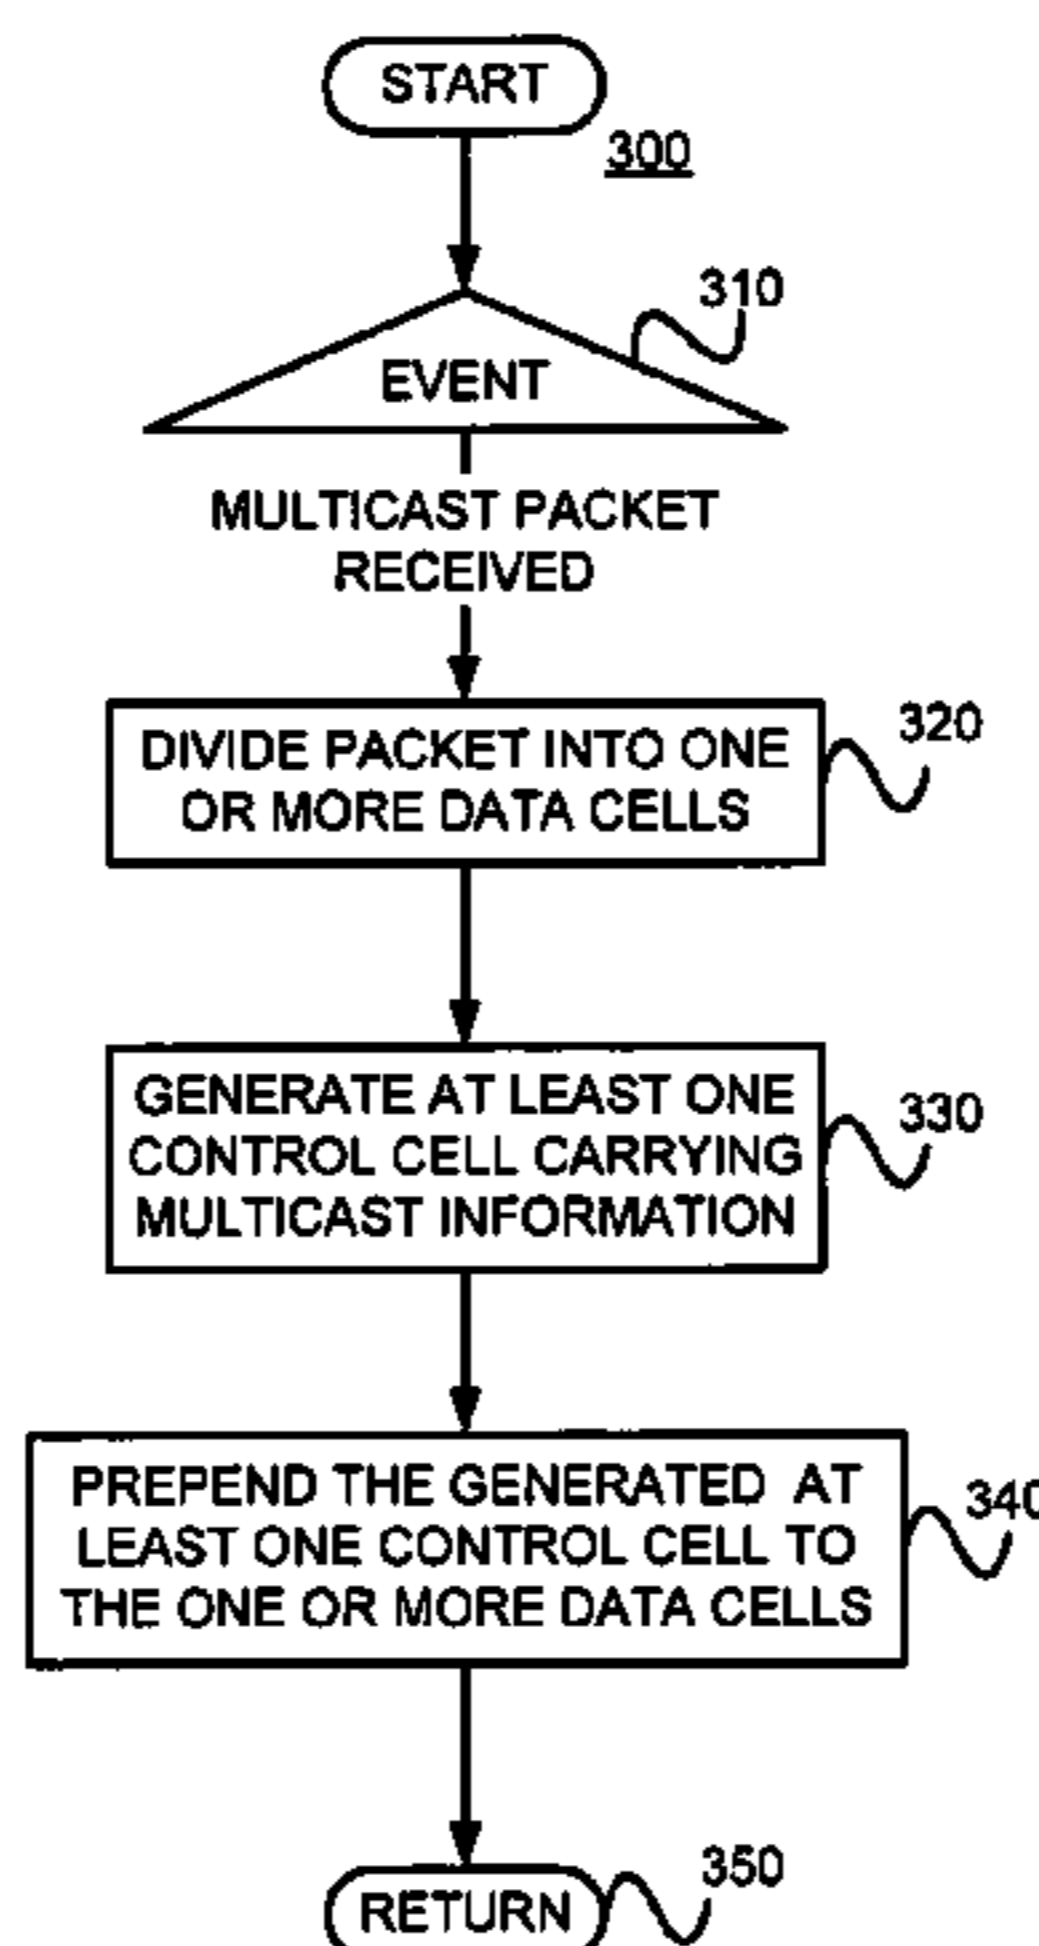 START
300
310
EVENT
MULTICAST PACKET
RECEIVED
320
DIVIDE PACKET INTO ONE
OR MORE DATA CELLS
330
GENERATE AT LEAST ONE
CONTROL CELL CARRYING
MULTICAST INFORMATION
340
PREPEND THE GENERATED AT
LEAST ONE CONTROL CELL TO
THE ONE OR MORE DATA CELLS
350
RETURN